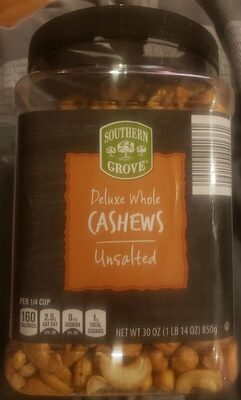 SOUTHERN
GROVE
Deluxe Whole
CASHEWS
Unsalted
PER 1/4 CUP
160 CALORIES
2.5g SAT FAT
0mg SODIUM
1g TOTAL SUGARS
NET WT 30 OZ (1 LB 14 OZ) 850g